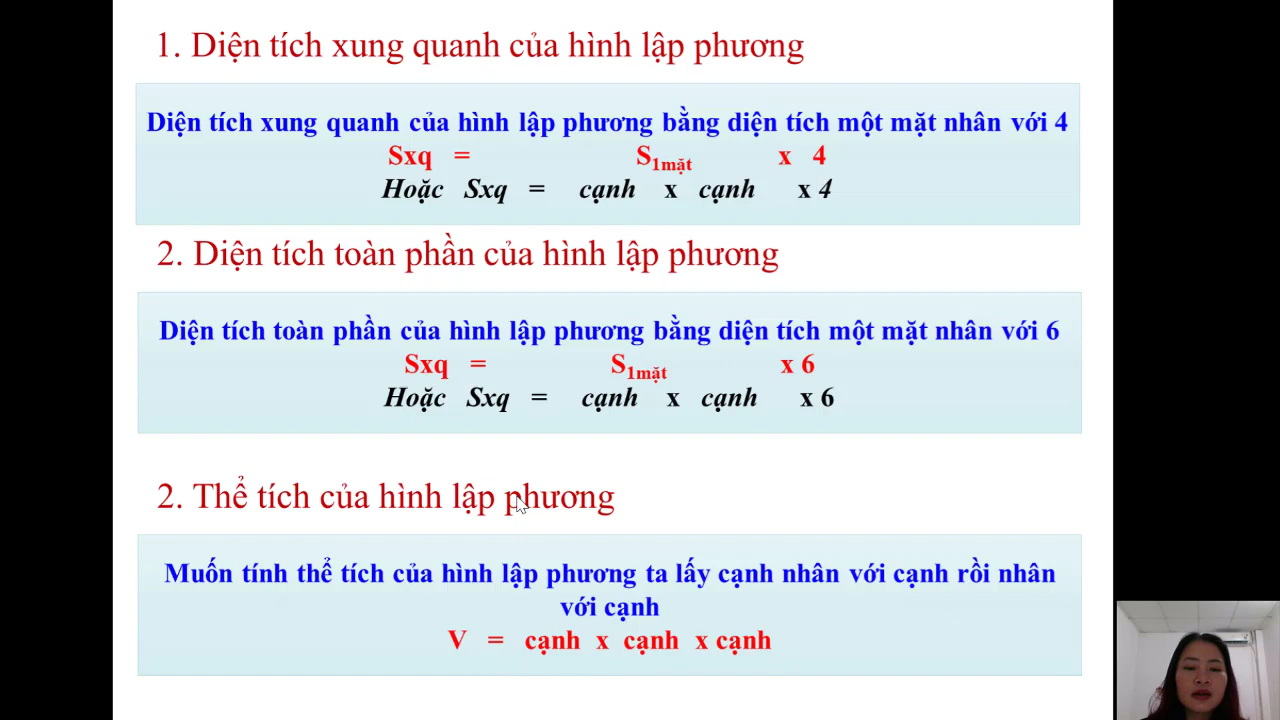 1. Diện tích xung quanh của hình lập phương
Diện tích xung quanh của hình lập phương bằng diện tích một mặt nhân với 4
Sxq = S1mặt x 4
Hoặc Sxq = cạnh x cạnh x 4
2. Diện tích toàn phần của hình lập phương
Diện tích toàn phần của hình lập phương bằng diện tích một mặt nhân với 6
Sxq = S1mặt x 6
Hoặc Sxq = cạnh x cạnh x 6
2. Thể tích của hình lập phương
Muốn tính thể tích của hình lập phương ta lấy cạnh nhân với cạnh rồi nhân
với cạnh
V = cạnh x cạnh x cạnh